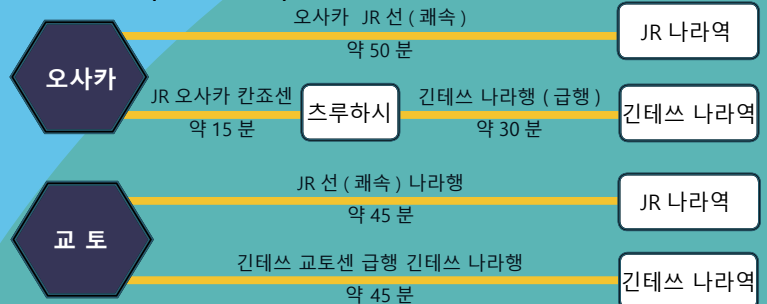 오사카 JR 선 ( 쾌속 )
약 50 분
JR 나라역
오사카
JR 오사카 칸죠센
약 15 분
츠루하시
긴테쓰 나라행 ( 급행 )
약 30 분
긴테쓰 나라역
JR 선 ( 쾌속 ) 나라행
약 45 분
JR 나라역
교 토
긴테쓰 교토센 급행 긴테쓰 나라행
약 45 분
긴테쓰 나라역